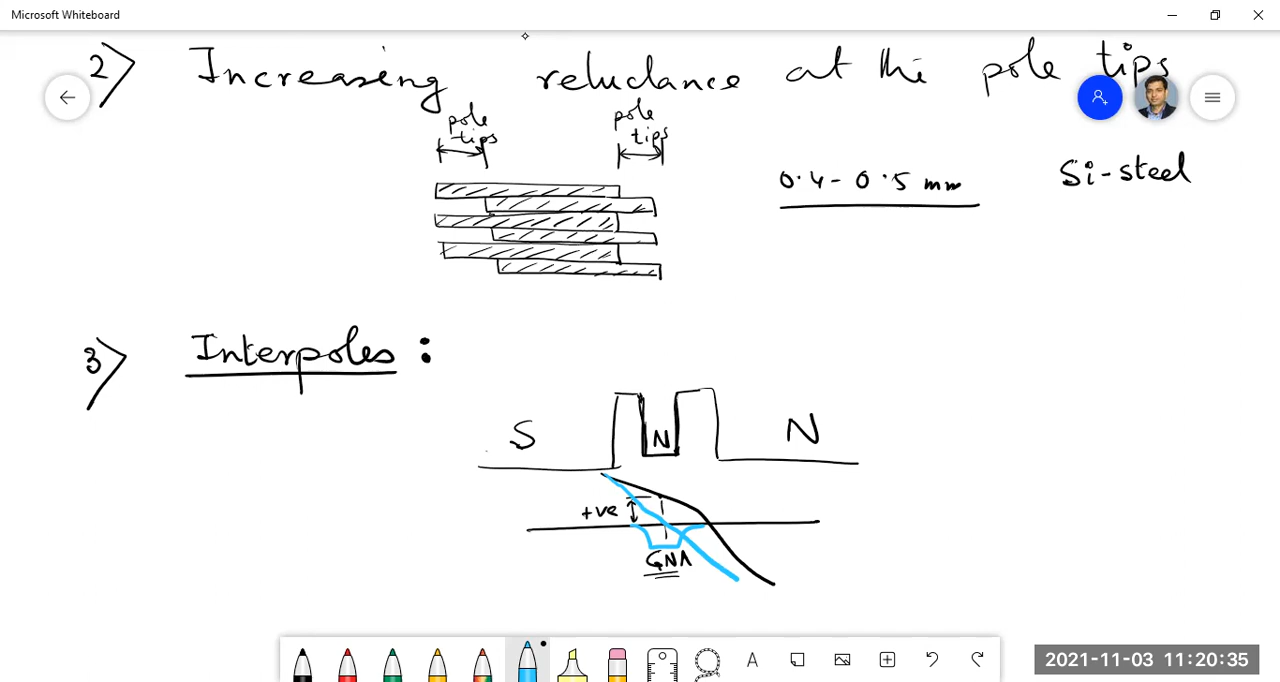 Microsoft Whiteboard
2) Increasing reluctance at the pole tips
pole tips
pole tips
0.4 - 0.5 mm
Si-steel
3) Interpoles :
S
N
N
+ve
GNA
A
2021-11-03 11:20:35